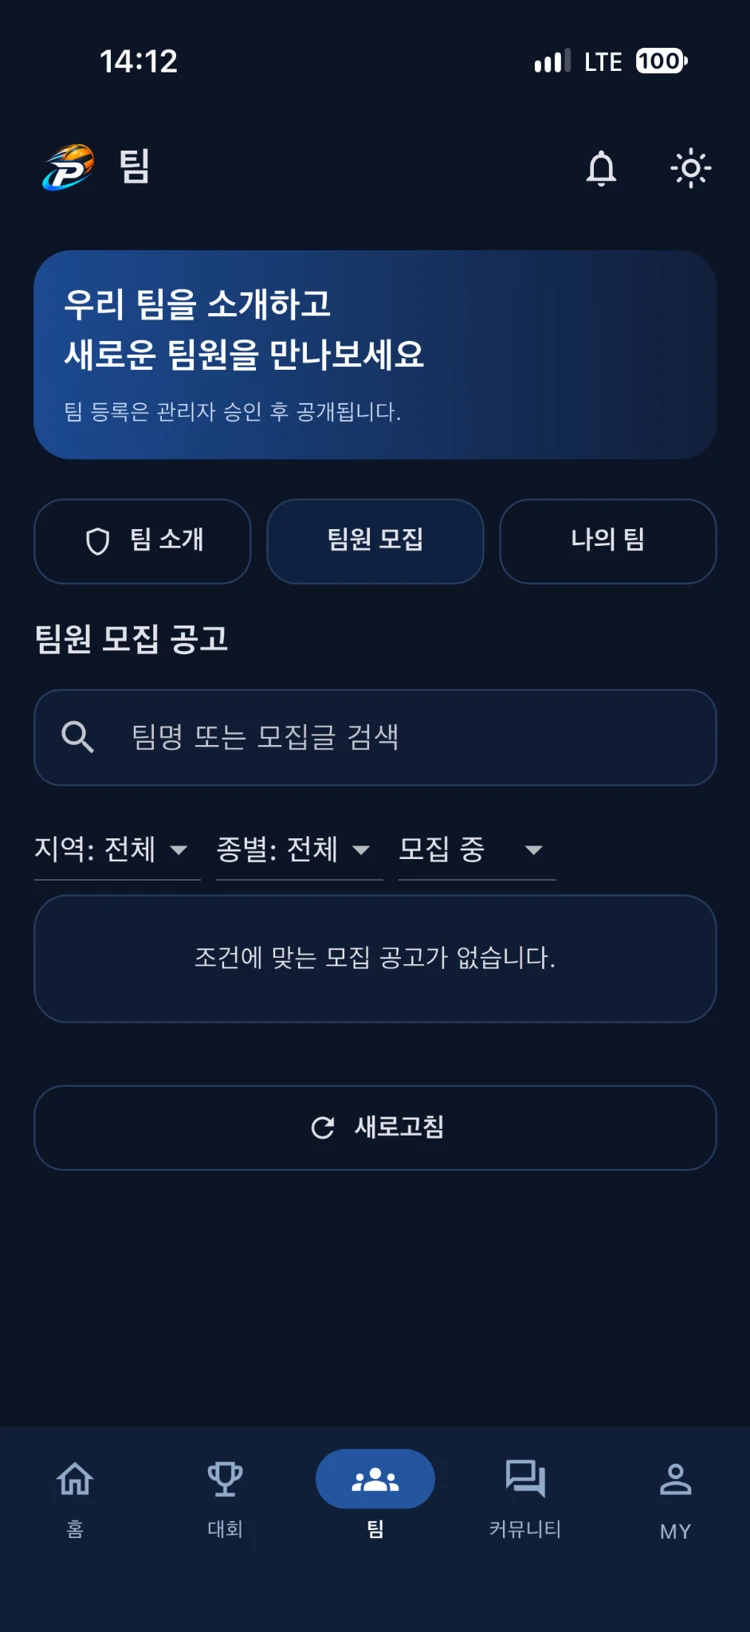 14:12
LTE 100
P 팀
우리 팀을 소개하고
새로운 팀원을 만나보세요
팀 등록은 관리자 승인 후 공개됩니다.
팀 소개
팀원 모집
나의 팀
팀원 모집 공고
팀명 또는 모집글 검색
지역: 전체
종별: 전체
모집 중
조건에 맞는 모집 공고가 없습니다.
새로고침
홈
대회
팀
커뮤니티
MY